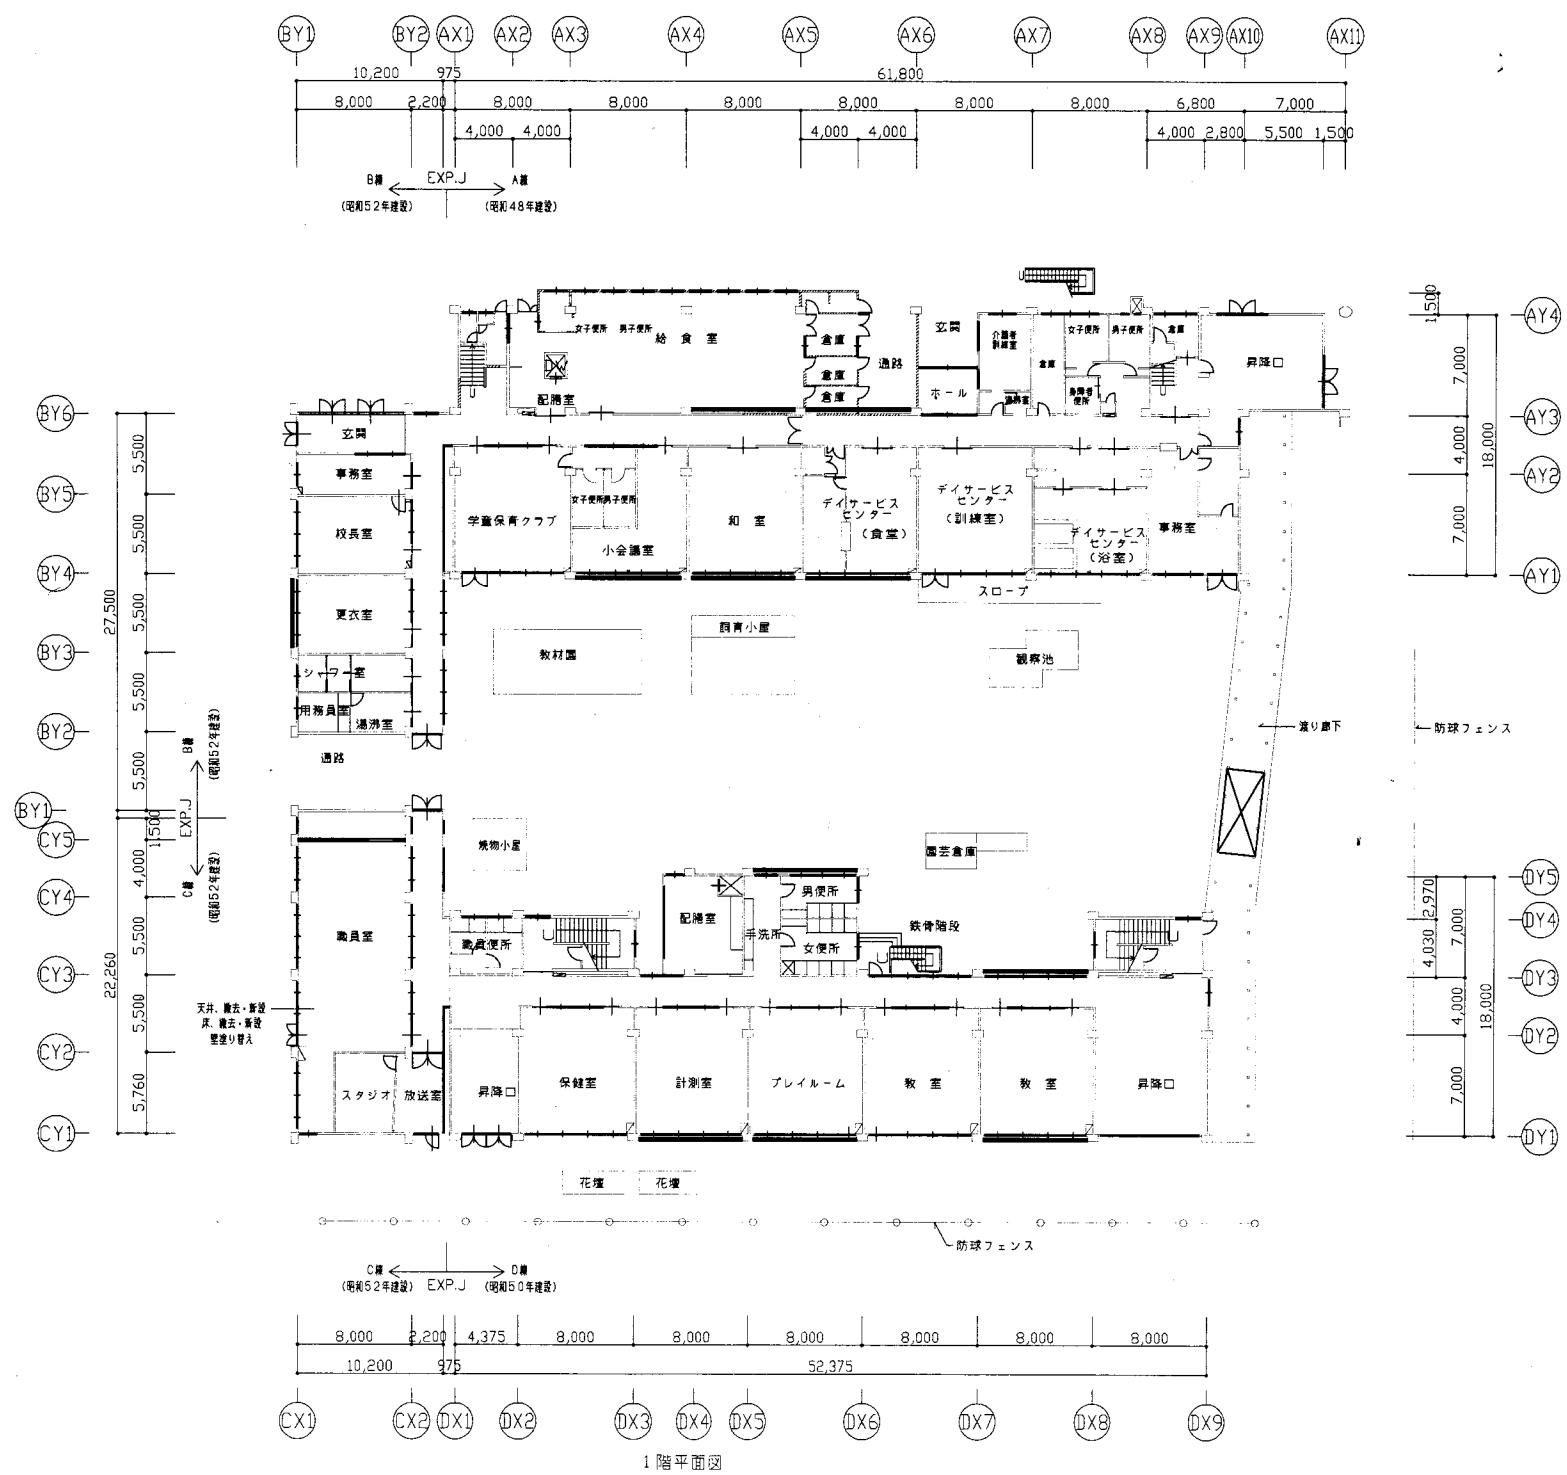 BY1 BY2 AX1 AX2 AX3 AX4 AX5 AX6 AX7 AX8 AX9 AX10 AX11
10,200 975 61,800
8,000 2,200 8,000 8,000 8,000 8,000 8,000 8,000 6,800 7,000
4,000 4,000 4,000 4,000 4,000 2,800 5,500 1,500
B棟 EXP.J A棟
(昭和52年建設) (昭和48年建設)
1,500
AY4
7,000
AY3
4,000
18,000
AY2
7,000
AY1
女子便所 男子便所
給食室
DW
配膳室
倉庫
倉庫
倉庫
通路
玄関
ホール
介護者
訓練室
湯沸室
倉庫
女子便所
男子便所
身障者
便所
倉庫
昇降口
BY6
5,500
BY5
5,500
BY4
5,500
27,500
BY3
5,500
BY2
5,500
BY1
玄関
事務室
校長室
更衣室
シャワー室
用務員室
湯沸室
通路
学童保育クラブ
女子便所 男子便所
小会議室
和室
デイサービス
センター
(食堂)
デイサービス
センター
(訓練室)
デイサービス
センター
(浴室)
事務室
スロープ
教材園
飼育小屋
観察池
渡り廊下
防球フェンス
B棟
(昭和52年建設)
EXP.J
C棟
(昭和52年建設)
1,500
CY5
4,000
CY4
5,500
CY3
22,260
5,500
CY2
5,760
CY1
焼物小屋
園芸倉庫
職員室
職員便所
配膳室
手洗所
男便所
女便所
鉄骨階段
DY5
2,970
DY4
7,000
4,030
DY3
4,000
18,000
DY2
7,000
DY1
天井、撤去・新設
床、撤去・新設
壁塗り替え
スタジオ
放送室
昇降口
保健室
計測室
プレイルーム
教室
教室
昇降口
花壇
花壇
防球フェンス
C棟 D棟
(昭和52年建設) EXP.J (昭和50年建設)
8,000 2,200 4,375 8,000 8,000 8,000 8,000 8,000 8,000
10,200 975 52,375
CX1 CX2 DX1 DX2 DX3 DX4 DX5 DX6 DX7 DX8 DX9
1階平面図